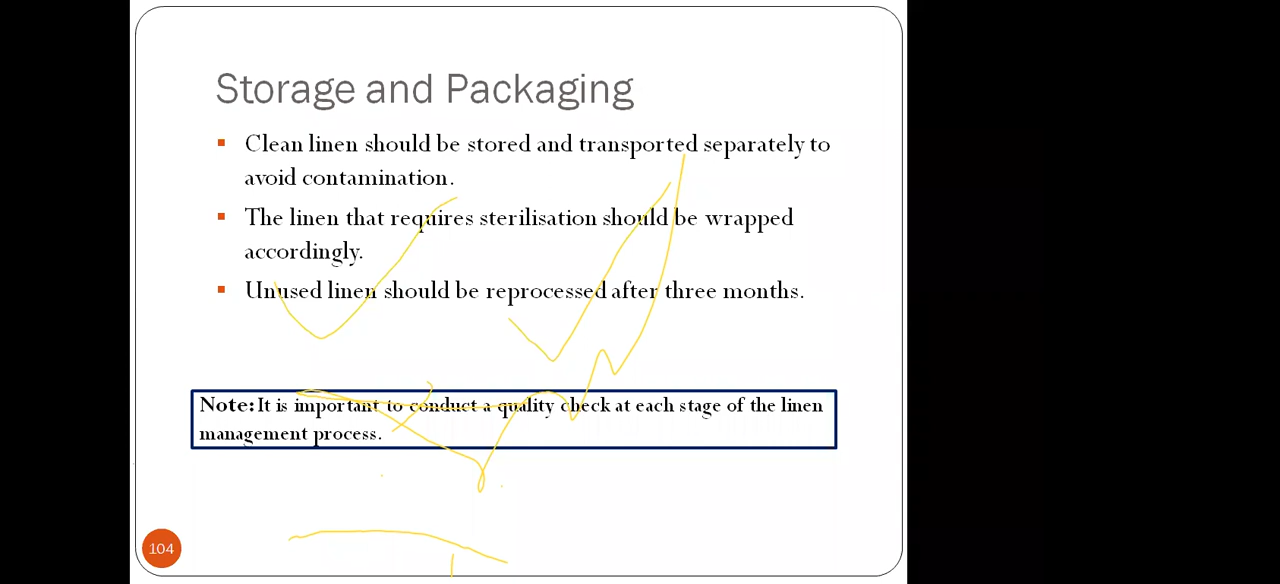 Storage and Packaging
Clean linen should be stored and transported separately to
avoid contamination.
The linen that requires sterilisation should be wrapped
accordingly.
Unused linen should be reprocessed after three months.
Note: It is important to conduct a quality check at each stage of the linen
management process.
104